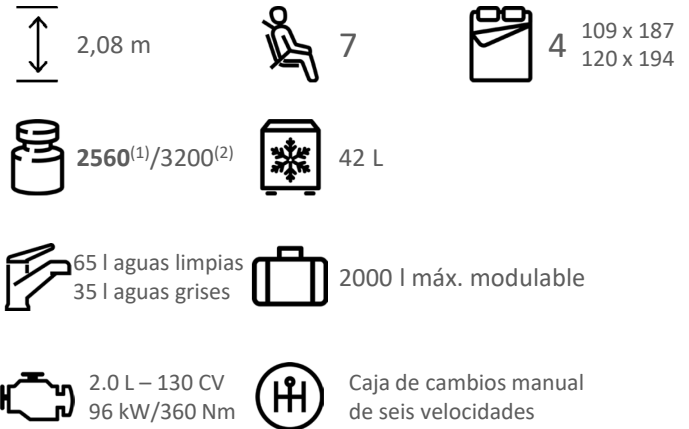 2,08 m
7
4
109 x 187
120 x 194
2560(1)/3200(2)
42 L
65 l aguas limpias
35 l aguas grises
2000 l máx. modulable
2.0 L – 130 CV
96 kW/360 Nm
Caja de cambios manual
de seis velocidades